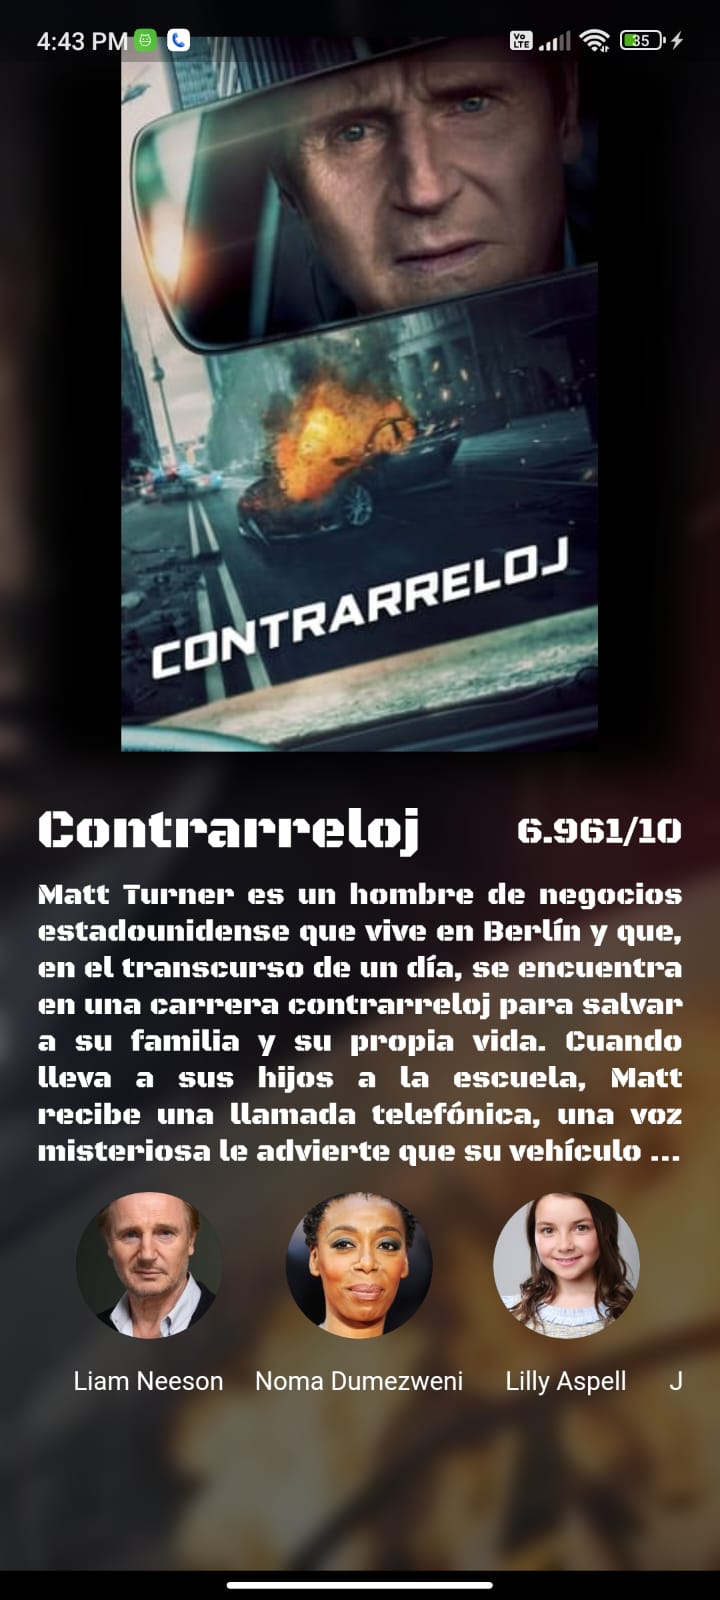 4:43 PM
Vo LTE
35
CONTRARRELOJ
Contrarreloj 6.961/10
Matt Turner es un hombre de negocios
estadounidense que vive en Berlín y que,
en el transcurso de un día, se encuentra
en una carrera contrarreloj para salvar
a su familia y su propia vida. Cuando
lleva a sus hijos a la escuela, Matt
recibe una llamada telefónica, una voz
misteriosa le advierte que su vehículo ...
Liam Neeson Noma Dumezweni Lilly Aspell J